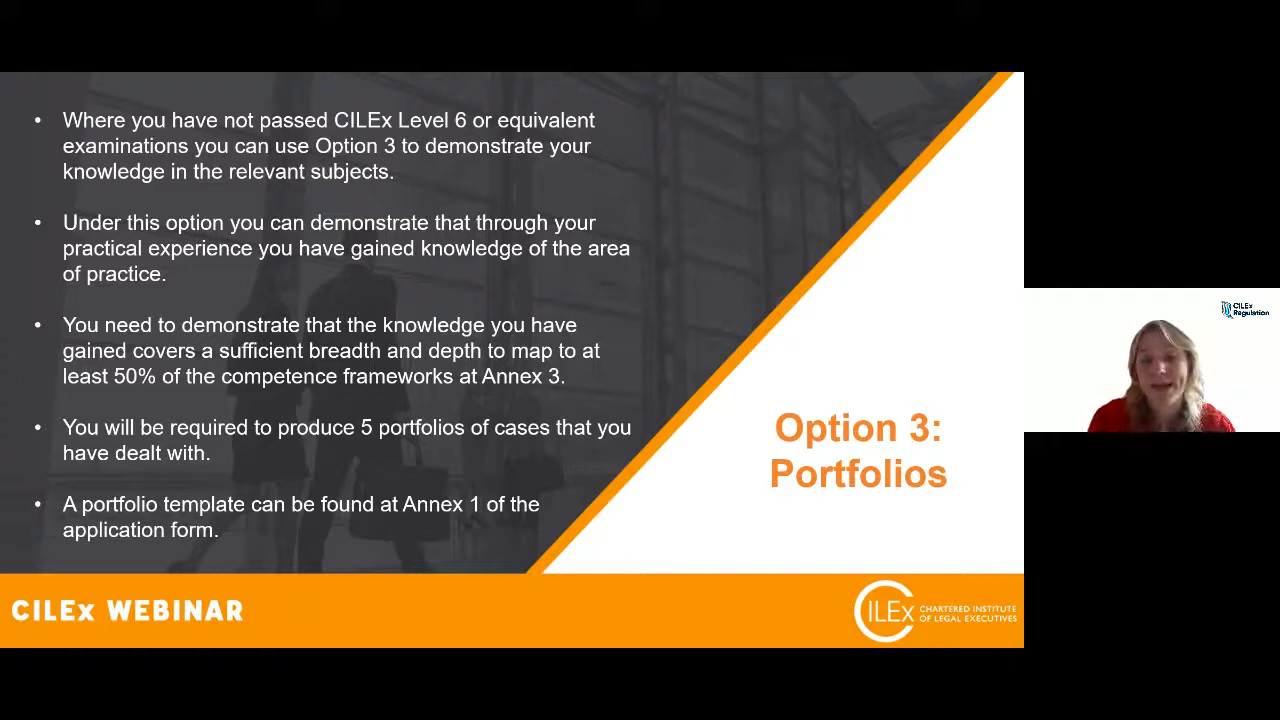 • Where you have not passed CILEx Level 6 or equivalent
examinations you can use Option 3 to demonstrate your
knowledge in the relevant subjects.
• Under this option you can demonstrate that through your
practical experience you have gained knowledge of the area
of practice.
• You need to demonstrate that the knowledge you have
gained covers a sufficient breadth and depth to map to at
least 50% of the competence frameworks at Annex 3.
• You will be required to produce 5 portfolios of cases that you
have dealt with.
• A portfolio template can be found at Annex 1 of the
application form.
Option 3:
Portfolios
CILEx
Regulation
CILEx WEBINAR
CILEx
CHARTERED INSTITUTE
OF LEGAL EXECUTIVES